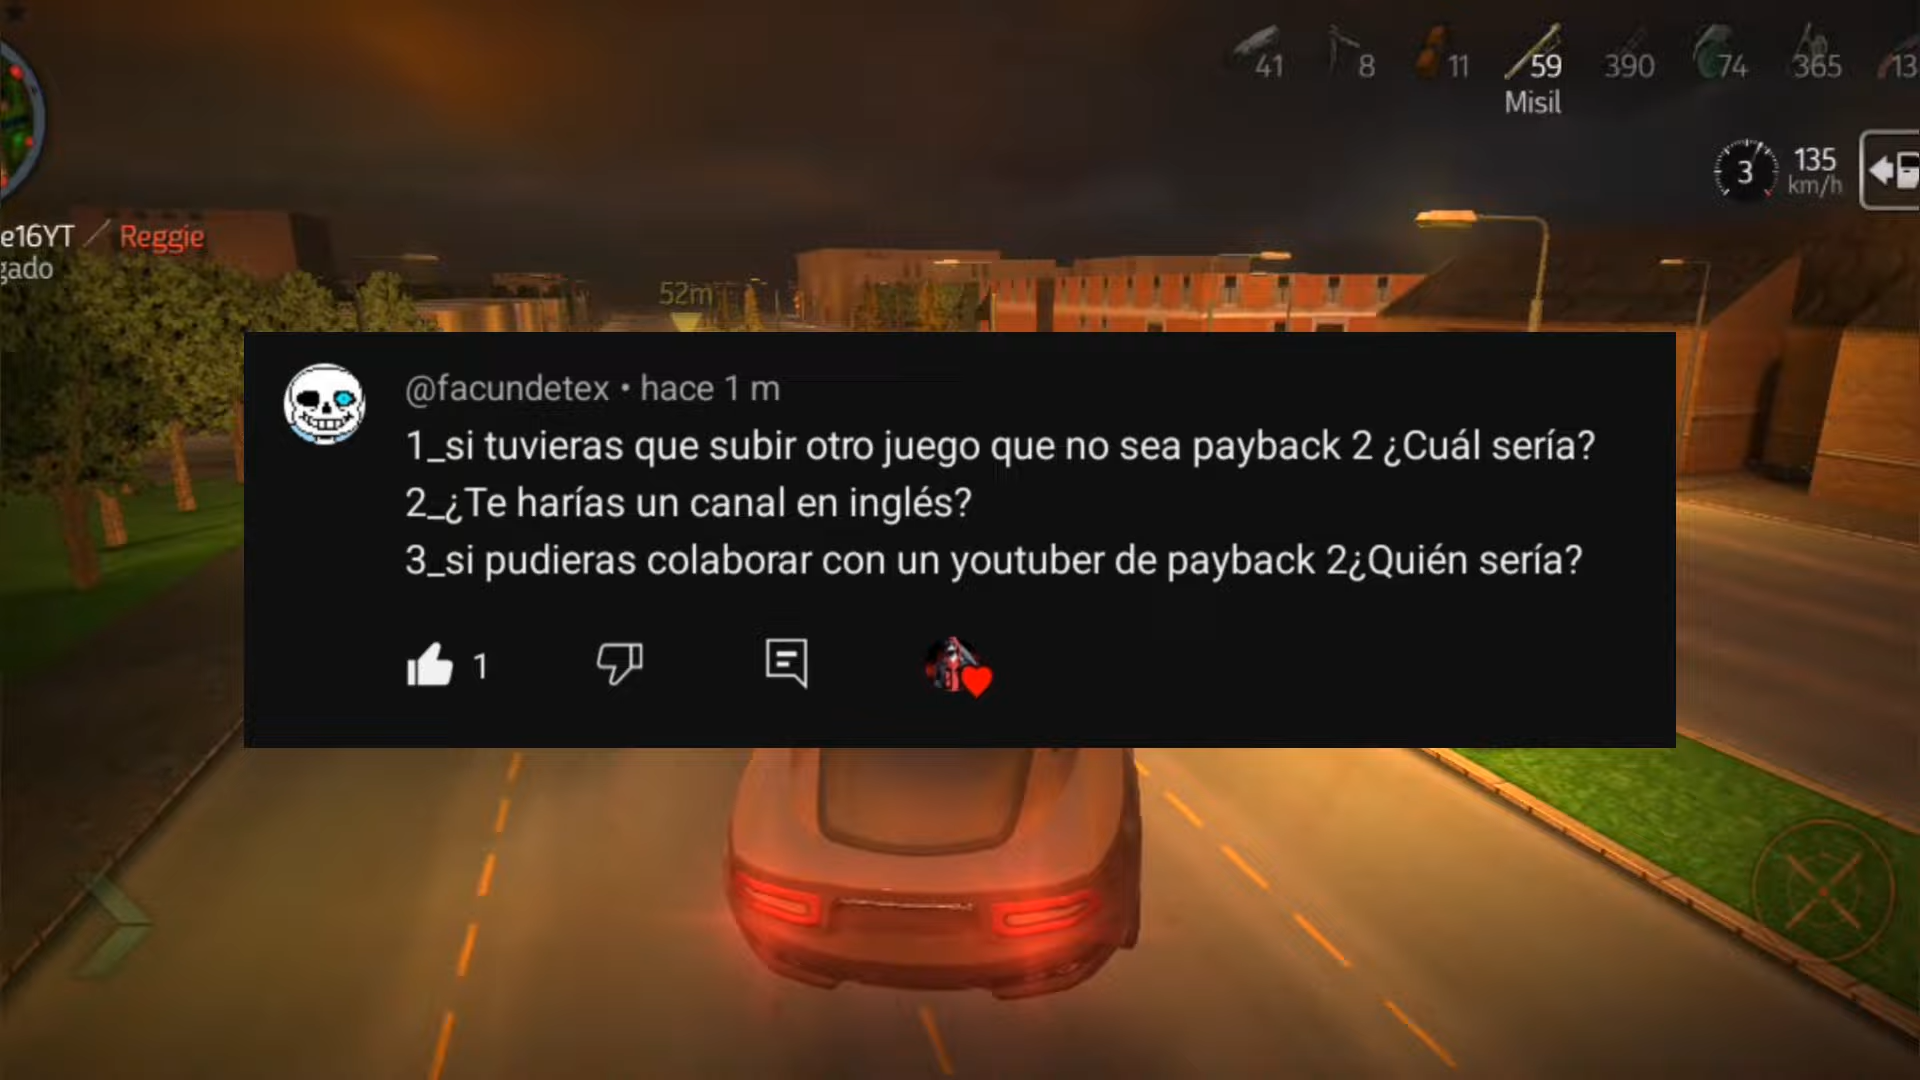 41 8 11 59 390 74 365 13
Misil
3 135
km/h
e16YT Reggie
gado
52m
@facundetex • hace 1 m
1_si tuvieras que subir otro juego que no sea payback 2 ¿Cuál sería?
2_¿Te harías un canal en inglés?
3_si pudieras colaborar con un youtuber de payback 2¿Quién sería?
1